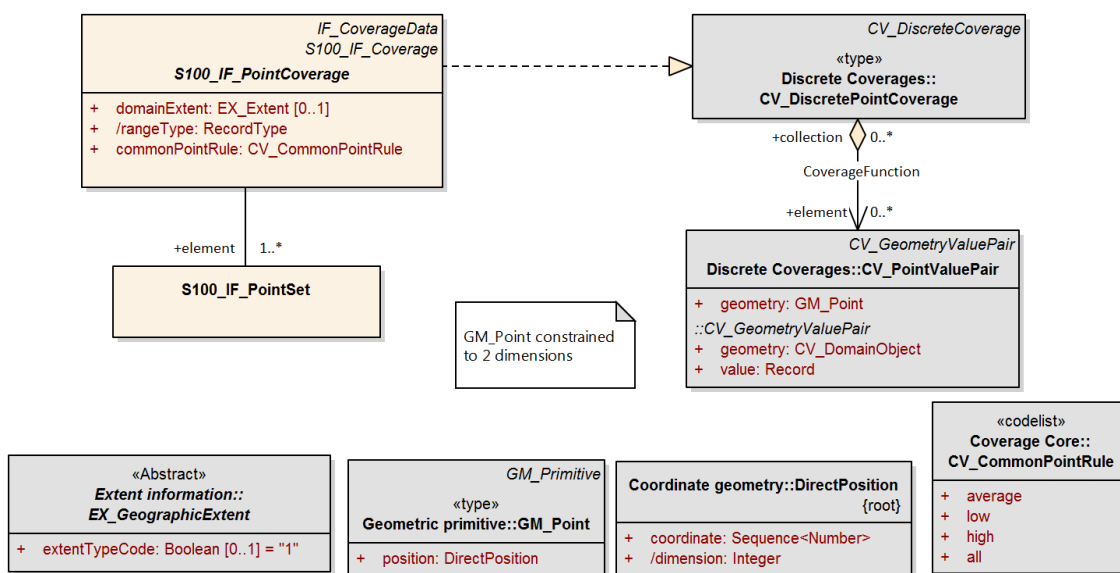 IF_CoverageData
S100_IF_Coverage
S100_IF_PointCoverage
+ domainExtent: EX_Extent [0..1]
+ /rangeType: RecordType
+ commonPointRule: CV_CommonPointRule
CV_DiscreteCoverage
«type»
Discrete Coverages::
CV_DiscretePointCoverage
+collection 0..*
CoverageFunction
+element 0..*
+element 1..*
S100_IF_PointSet
CV_GeometryValuePair
Discrete Coverages::CV_PointValuePair
+ geometry: GM_Point
::CV_GeometryValuePair
+ geometry: CV_DomainObject
+ value: Record
GM_Point constrained
to 2 dimensions
«Abstract»
Extent information::
EX_GeographicExtent
+ extentTypeCode: Boolean [0..1] = "1"
GM_Primitive
«type»
Geometric primitive::GM_Point
+ position: DirectPosition
Coordinate geometry::DirectPosition
{root}
+ coordinate: Sequence<Number>
+ /dimension: Integer
«codelist»
Coverage Core::
CV_CommonPointRule
+ average
+ low
+ high
+ all